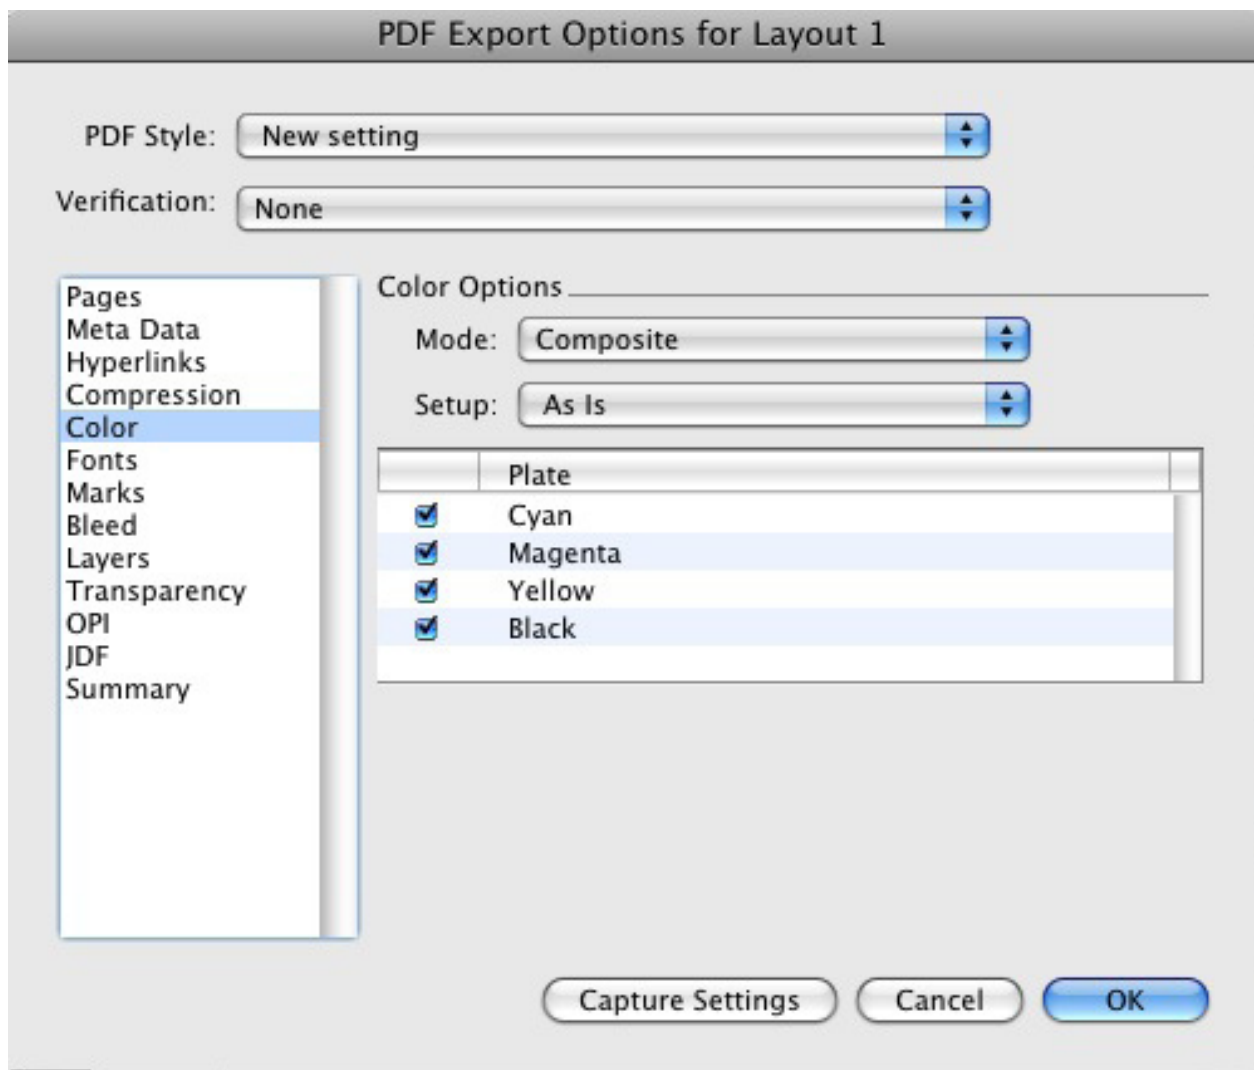 PDF Export Options for Layout 1
PDF Style: New setting
Verification: None
Pages
Meta Data
Hyperlinks
Compression
Color
Fonts
Marks
Bleed
Layers
Transparency
OPI
JDF
Summary
Color Options
Mode: Composite
Setup: As Is
Plate
Cyan
Magenta
Yellow
Black
Capture Settings Cancel OK